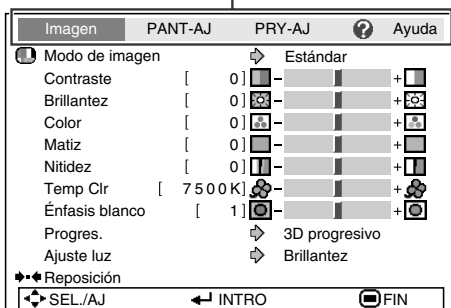 Imagen PANT-AJ PRY-AJ ? Ayuda
Modo de imagen Estándar
Contraste [ 0] - +
Brillantez [ 0] - +
Color [ 0] - +
Matiz [ 0] - +
Nitidez [ 0] - +
Temp Clr [ 7500K] - +
Énfasis blanco [ 1] - +
Progres. 3D progresivo
Ajuste luz Brillantez
Reposición
SEL./AJ INTRO FIN